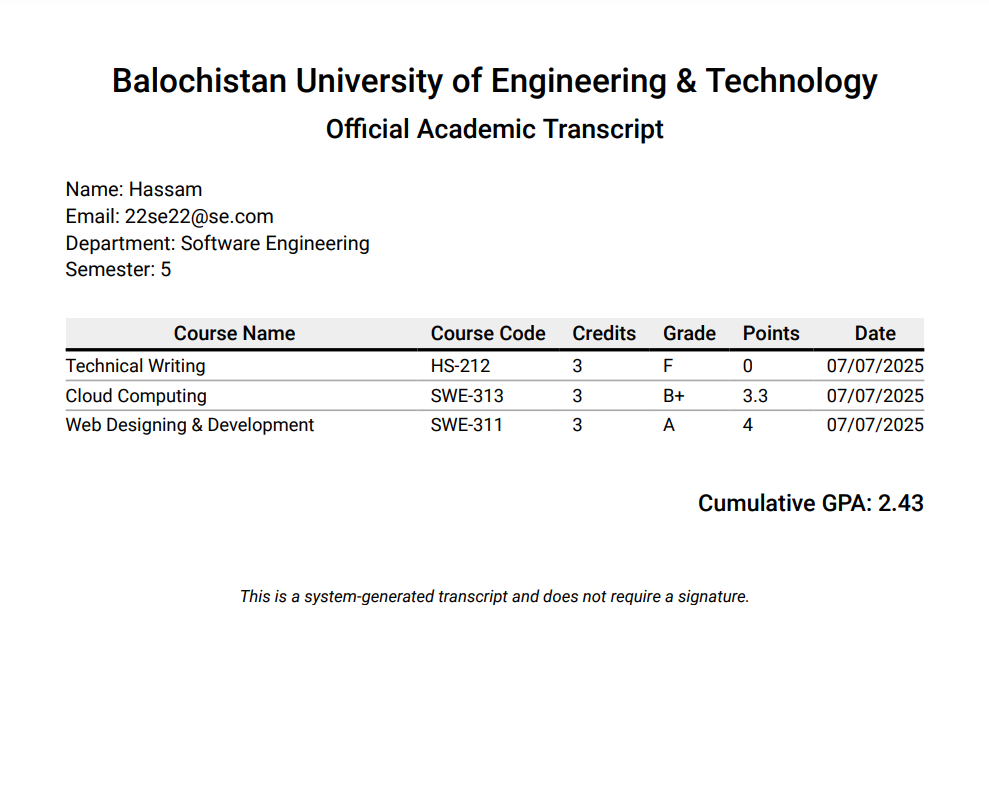 Balochistan University of Engineering & Technology
Official Academic Transcript
Name: Hassam
Email: 22se22@se.com
Department: Software Engineering
Semester: 5
Course Name Course Code Credits Grade Points Date
Technical Writing HS-212 3 F 0 07/07/2025
Cloud Computing SWE-313 3 B+ 3.3 07/07/2025
Web Designing & Development SWE-311 3 A 4 07/07/2025
Cumulative GPA: 2.43
This is a system-generated transcript and does not require a signature.